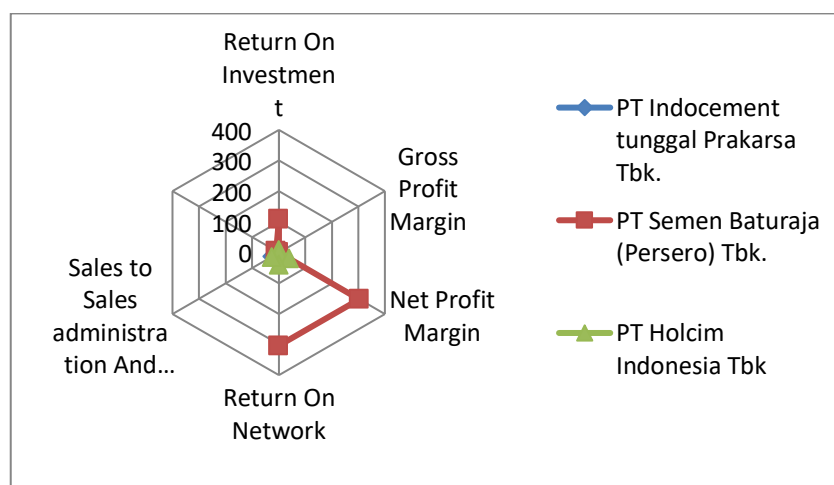 Return On
Investmen
t
400
300
200
100
0
Gross
Profit
Margin
Net Profit
Margin
Return On
Network
Sales to
Sales
administra
tion And...
PT Indocement
tunggal Prakarsa
Tbk.
PT Semen Baturaja
(Persero) Tbk.
PT Holcim
Indonesia Tbk